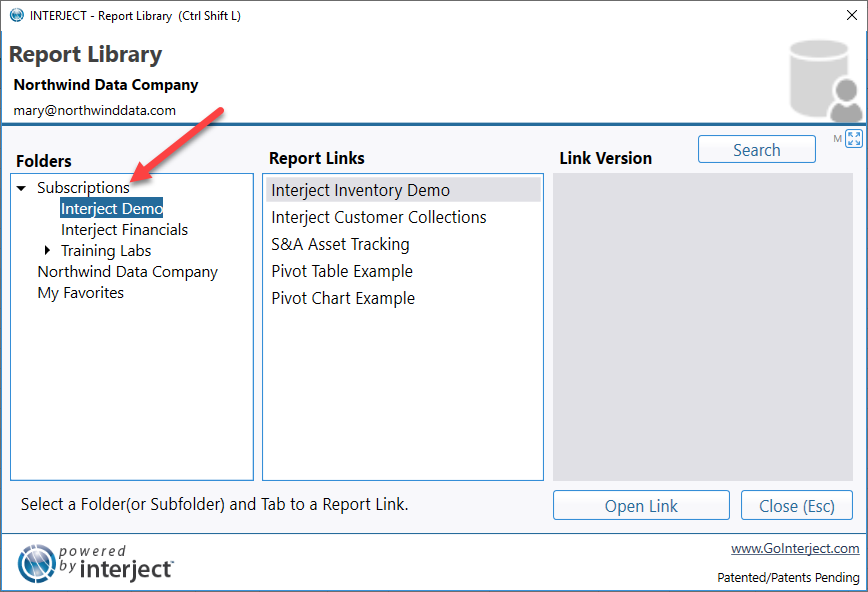 INTERJECT - Report Library (Ctrl Shift L)
Report Library
Northwind Data Company
mary@northwinddata.com
M
Search
Folders
Report Links
Link Version
Subscriptions
Interject Demo
Interject Financials
Training Labs
Northwind Data Company
My Favorites
Interject Inventory Demo
Interject Customer Collections
S&A Asset Tracking
Pivot Table Example
Pivot Chart Example
Select a Folder(or Subfolder) and Tab to a Report Link.
Open Link
Close (Esc)
powered
by interject™
www.GoInterject.com
Patented/Patents Pending